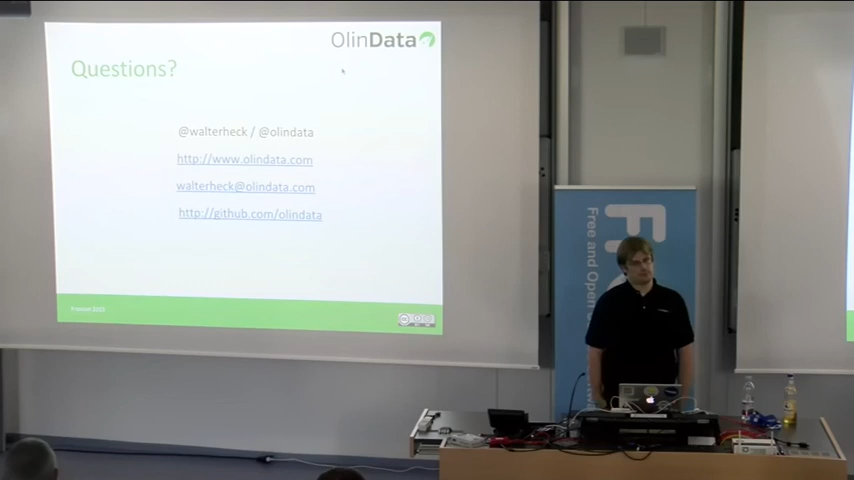 OlinData
Questions?
@walterheck / @olindata
http://www.olindata.com
walterheck@olindata.com
http://github.com/olindata
Free and Open